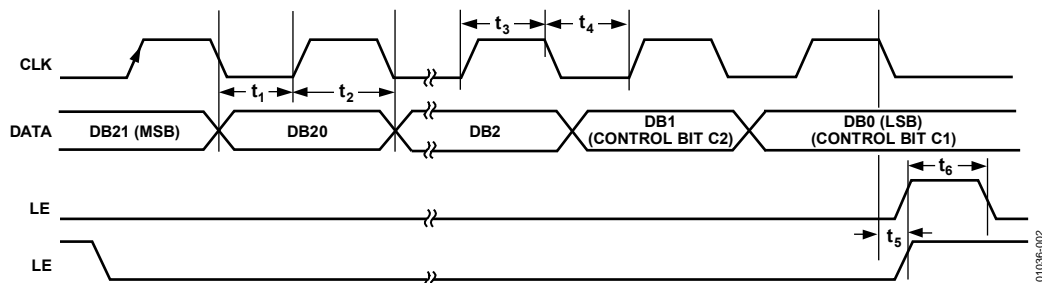 t3
t4
CLK
t1
t2
DATA
DB21 (MSB)
DB20
DB2
DB1
(CONTROL BIT C2)
DB0 (LSB)
(CONTROL BIT C1)
t6
LE
t5
LE
01036-002